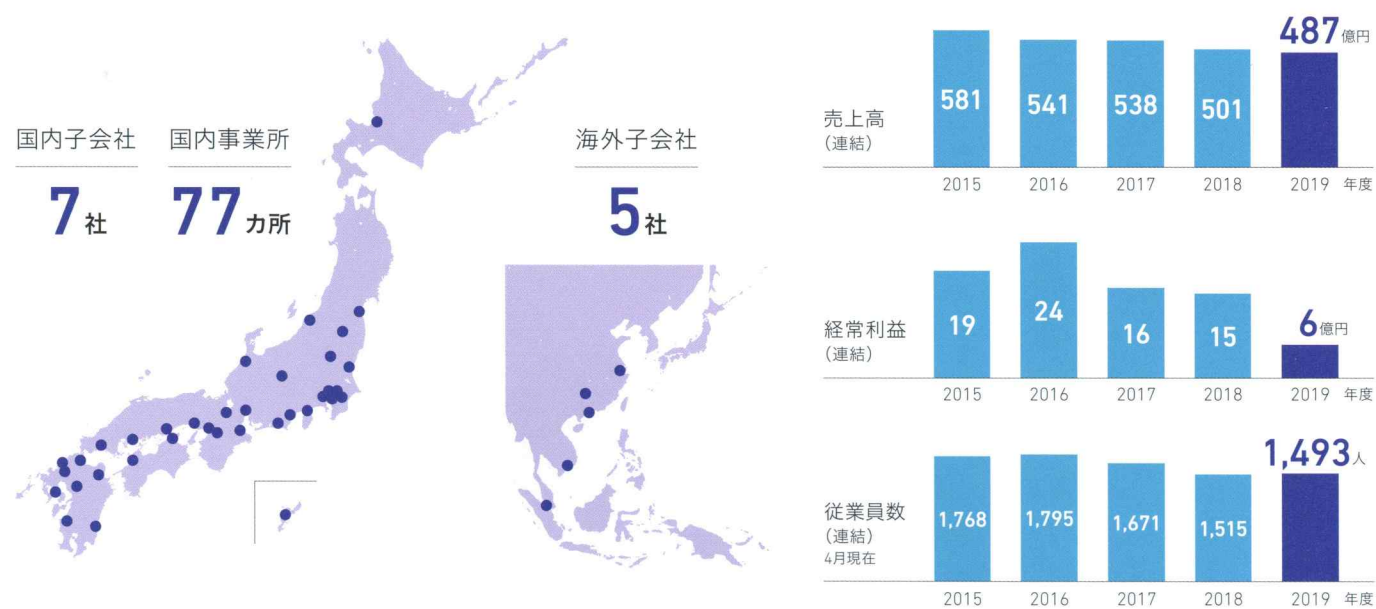 国内子会社
7社
国内事業所
77カ所
海外子会社
5社
売上高
(連結)
581
541
538
501
487億円
2015
2016
2017
2018
2019
年度
経常利益
(連結)
19
24
16
15
6億円
2015
2016
2017
2018
2019
年度
従業員数
(連結)
4月現在
1,768
1,795
1,671
1,515
1,493人
2015
2016
2017
2018
2019
年度